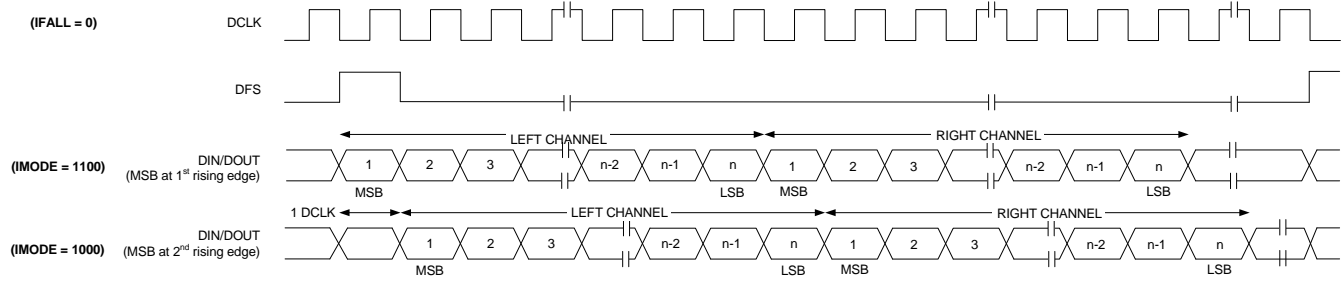 (IFALL = 0) DCLK
DFS
LEFT CHANNEL RIGHT CHANNEL
(IMODE = 1100) DIN/DOUT 1 2 3 n-2 n-1 n 1 2 3 n-2 n-1 n
(MSB at 1st rising edge)
MSB LSB MSB LSB
1 DCLK LEFT CHANNEL RIGHT CHANNEL
(IMODE = 1000) DIN/DOUT 1 2 3 n-2 n-1 n 1 2 3 n-2 n-1 n
(MSB at 2nd rising edge)
MSB LSB MSB LSB